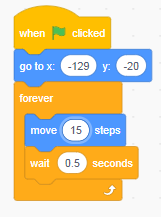 when clicked
go to x: -129 y: -20
forever
move 15 steps
wait 0.5 seconds